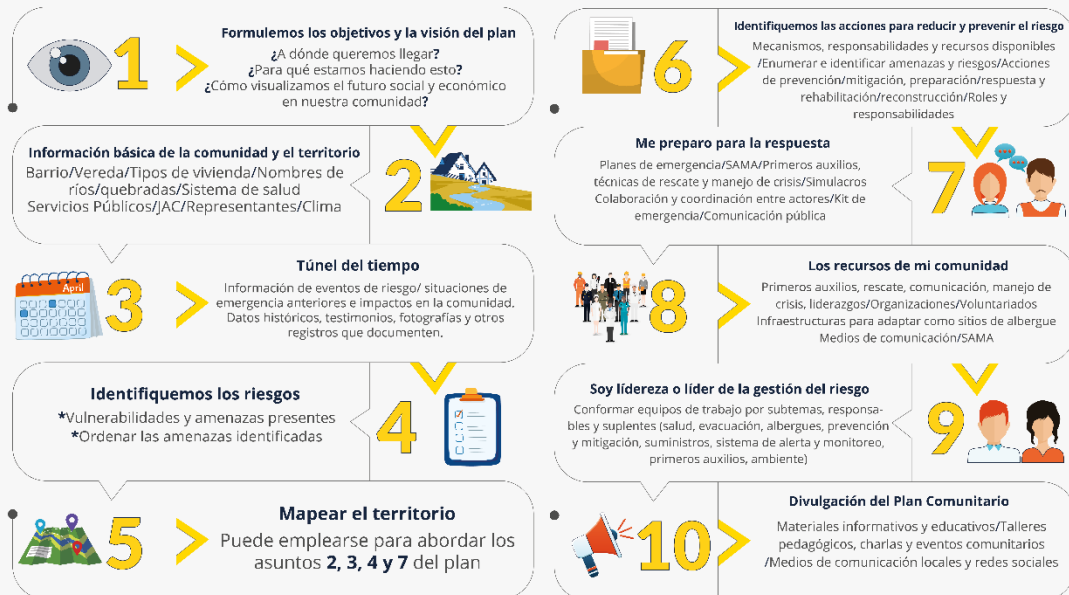 1
Formulemos los objetivos y la visión del plan
¿A dónde queremos llegar?
¿Para qué estamos haciendo esto?
¿Cómo visualizamos el futuro social y económico
en nuestra comunidad?
Información básica de la comunidad y el territorio
Barrio/Vereda/Tipos de vivienda/Nombres de
ríos/quebradas/Sistema de salud
Servicios Públicos/JAC/Representantes/Clima
2
April
3
Túnel del tiempo
Información de eventos de riesgo/ situaciones de
emergencia anteriores e impactos en la comunidad.
Datos históricos, testimonios, fotografías y otros
registros que documenten.
Identifiquemos los riesgos
*Vulnerabilidades y amenazas presentes
*Ordenar las amenazas identificadas
4
5
Mapear el territorio
Puede emplearse para abordar los
asuntos 2, 3, 4 y 7 del plan
6
Identifiquemos las acciones para reducir y prevenir el riesgo
Mecanismos, responsabilidades y recursos disponibles
/Enumerar e identificar amenazas y riesgos/Acciones
de prevención/mitigación, preparación/respuesta y
rehabilitación/reconstrucción/Roles y
responsabilidades
Me preparo para la respuesta
Planes de emergencia/SAMA/Primeros auxilios,
técnicas de rescate y manejo de crisis/Simulacros
Colaboración y coordinación entre actores/Kit de
emergencia/Comunicación pública
7
8
Los recursos de mi comunidad
Primeros auxilios, rescate, comunicación, manejo de
crisis, liderazgos/Organizaciones/Voluntariados
Infraestructuras para adaptar como sitios de albergue
Medios de comunicación/SAMA
Soy lídereza o líder de la gestión del riesgo
Conformar equipos de trabajo por subtemas, responsa-
bles y suplentes (salud, evacuación, albergues, prevención
y mitigación, suministros, sistema de alerta y monitoreo,
primeros auxilios, ambiente)
9
10
Divulgación del Plan Comunitario
Materiales informativos y educativos/Talleres
pedagógicos, charlas y eventos comunitarios
/Medios de comunicación locales y redes sociales